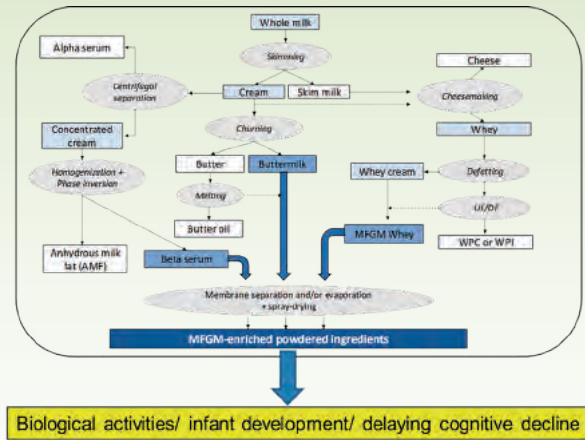 Whole milk
Skimming
Alpha serum
Cheese
Centrifugal
separation
Cream
Skim milk
Cheesemaking
Concentrated
cream
Churning
Whey
Homogenization +
Phase inversion
Butter
Buttermilk
Whey cream
Defatting
Melting
UF/DF
Butter oil
MFGM Whey
WPC or WPI
Anhydrous milk
fat (AMF)
Beta serum
Membrane separation and/or evaporation
+ spray-drying
MFGM-enriched powdered ingredients
Biological activities/ infant development/ delaying cognitive decline